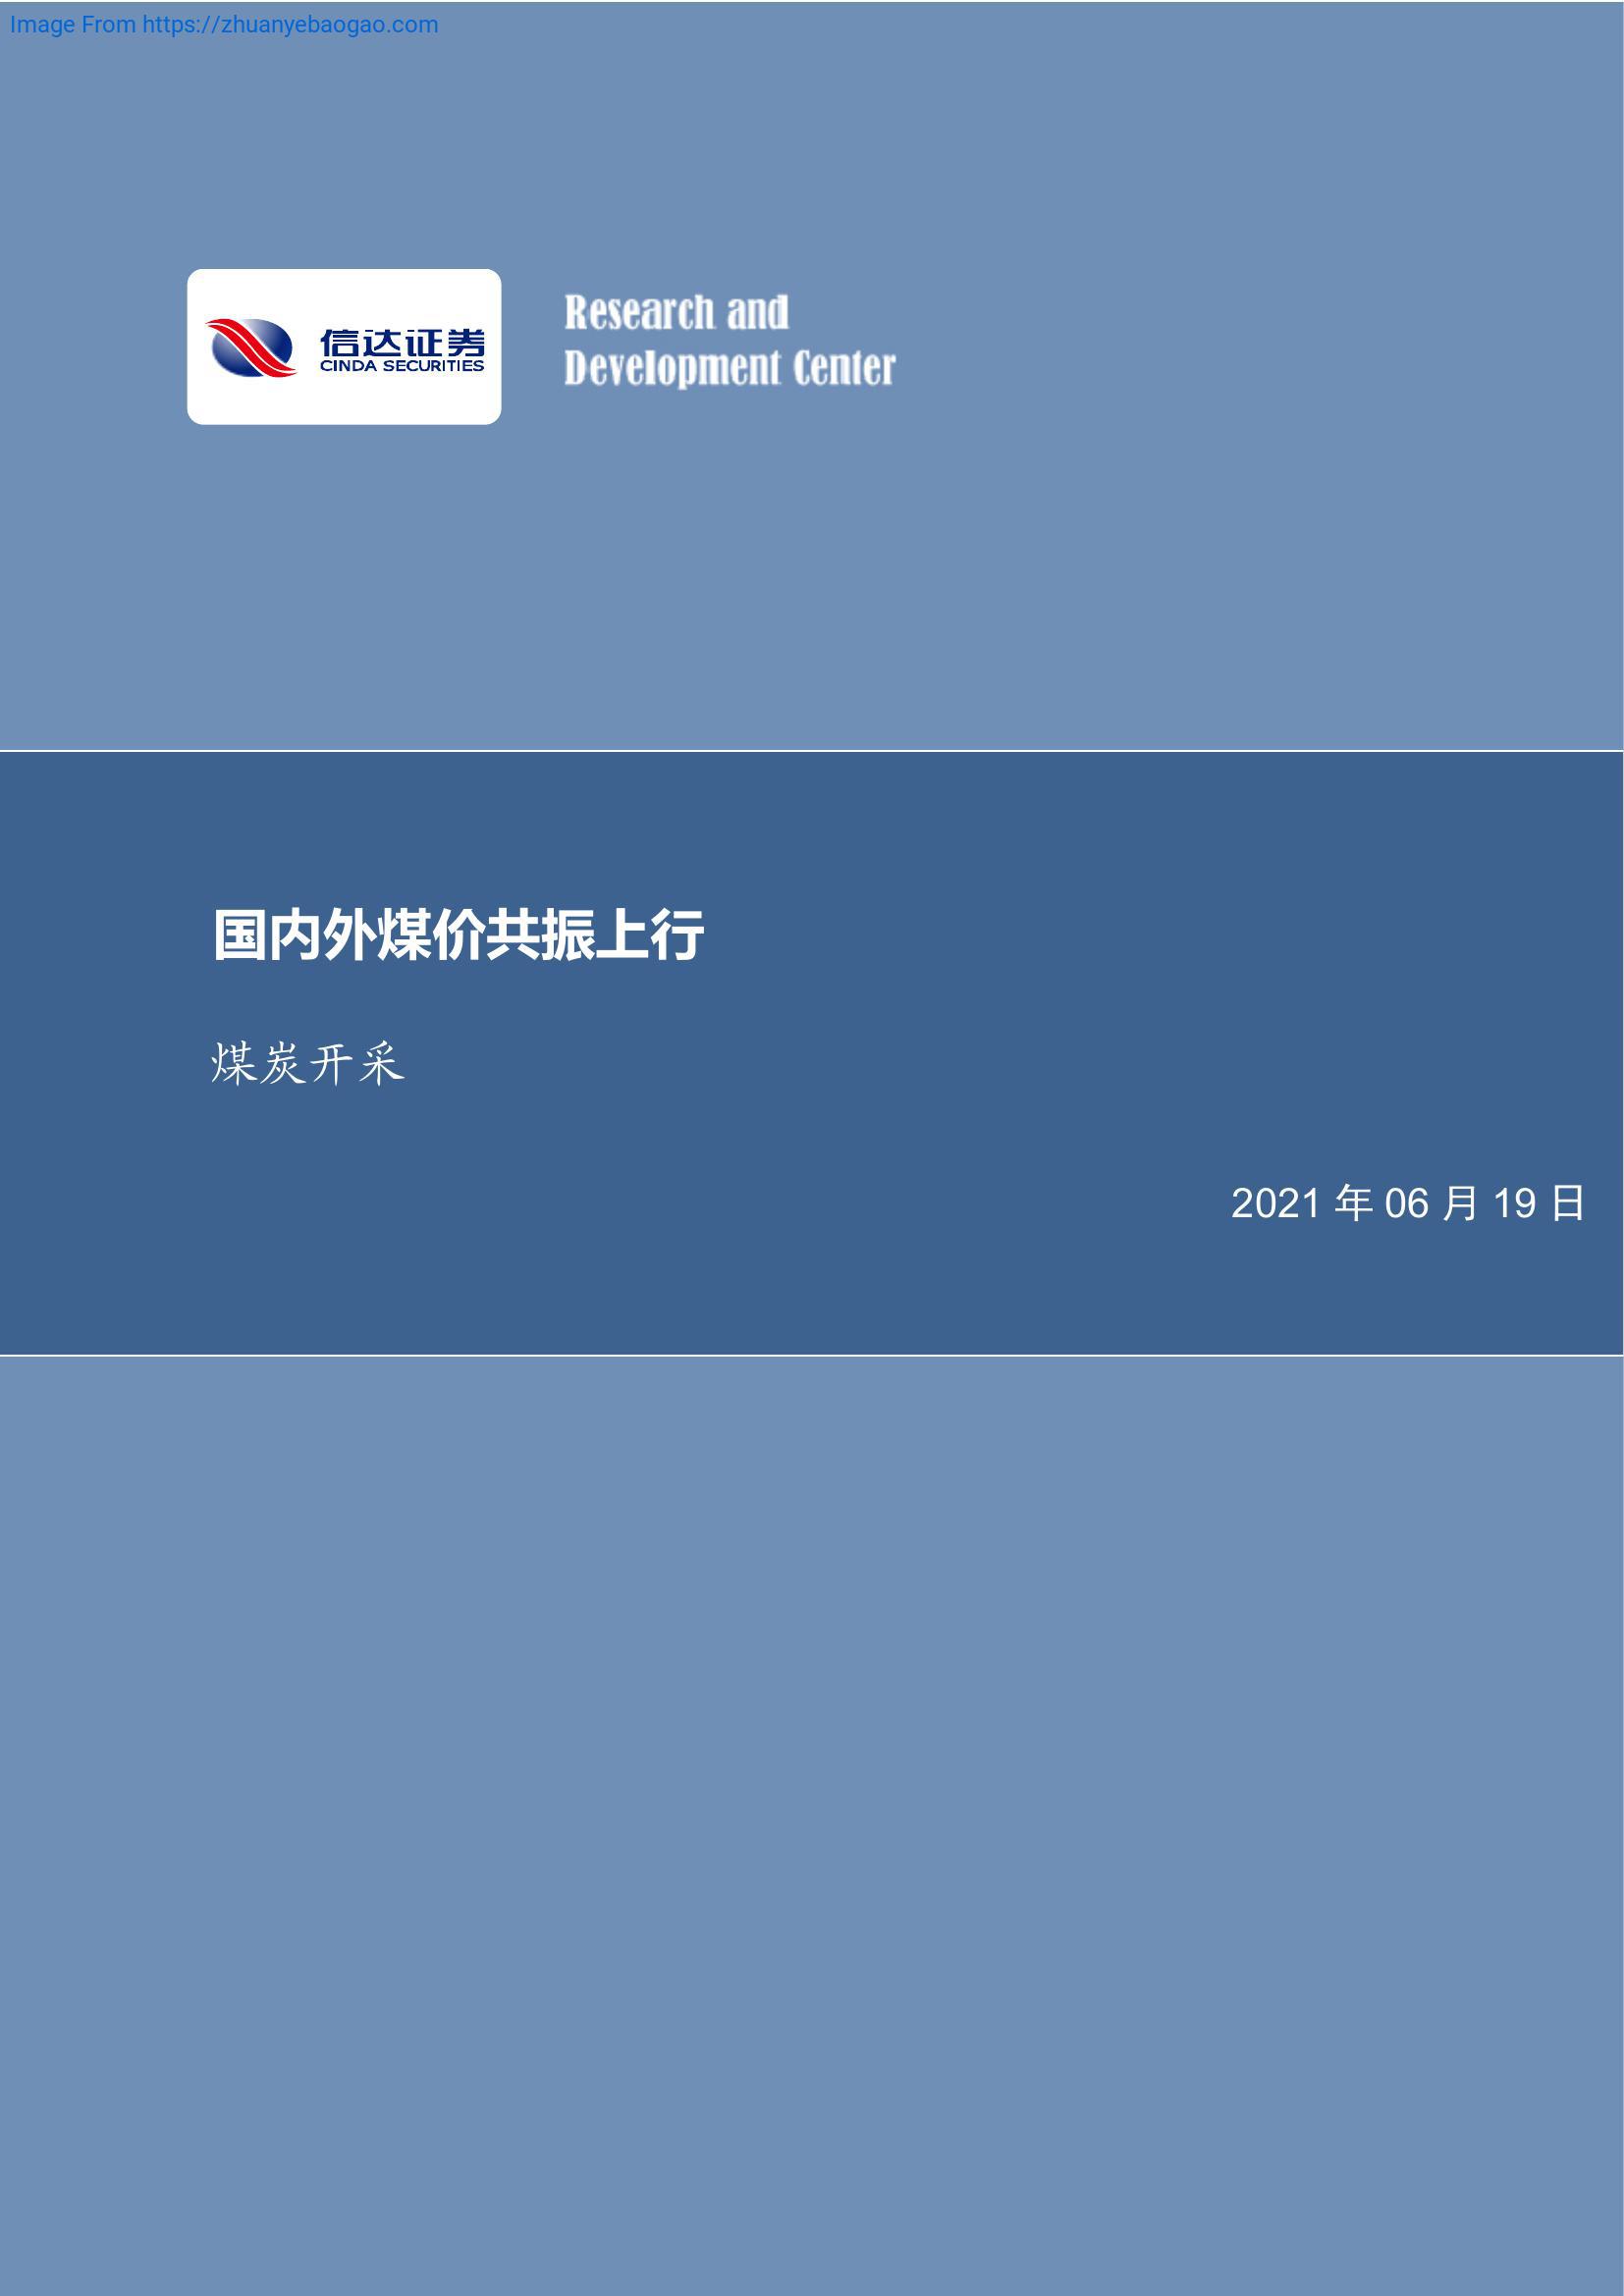 Image From https://zhuanyebaogao.com
信达证券
CINDA SECURITIES
Research and
Development Center
国内外煤价共振上行
煤炭开采
2021 年 06 月 19 日